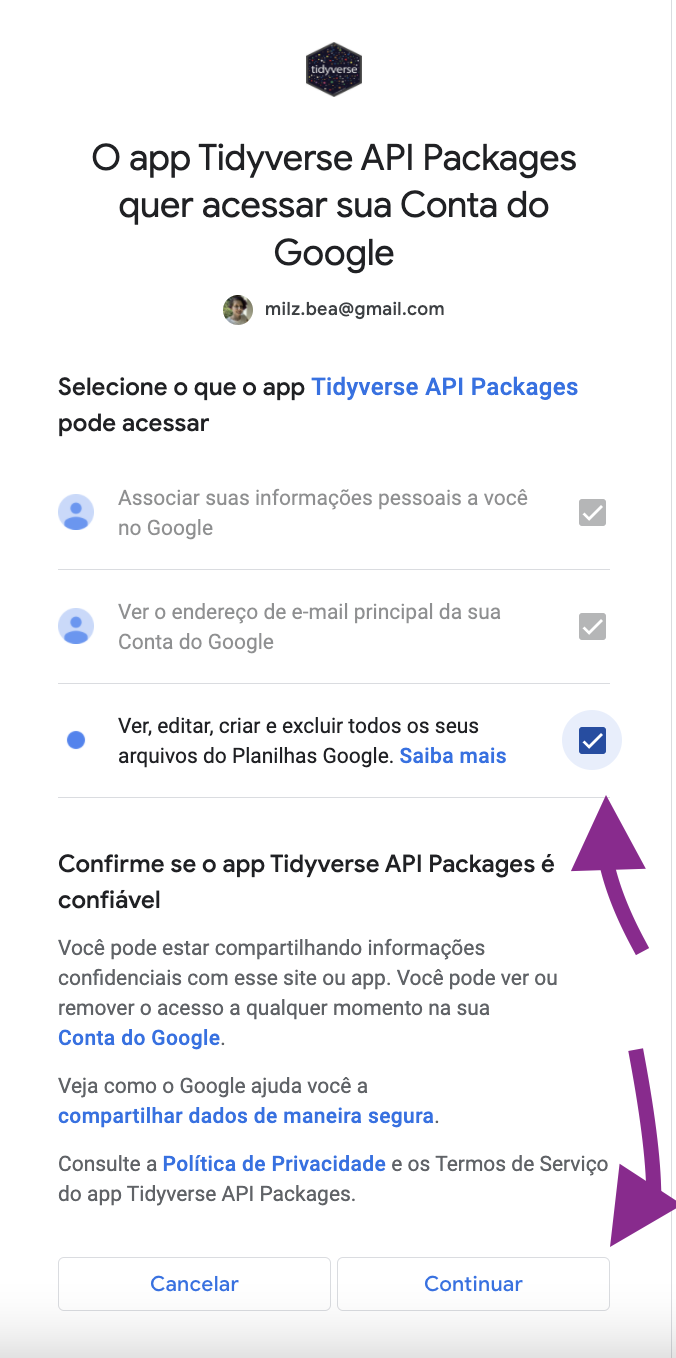 tidyverse
O app Tidyverse API Packages
quer acessar sua Conta do
Google
milz.bea@gmail.com
Selecione o que o app Tidyverse API Packages
pode acessar
Associar suas informações pessoais a você
no Google
Ver o endereço de e-mail principal da sua
Conta do Google
Ver, editar, criar e excluir todos os seus
arquivos do Planilhas Google. Saiba mais
Confirme se o app Tidyverse API Packages é
confiável
Você pode estar compartilhando informações
confidenciais com esse site ou app. Você pode ver ou
remover o acesso a qualquer momento na sua
Conta do Google.
Veja como o Google ajuda você a
compartilhar dados de maneira segura.
Consulte a Política de Privacidade e os Termos de Serviço
do app Tidyverse API Packages.
Cancelar
Continuar